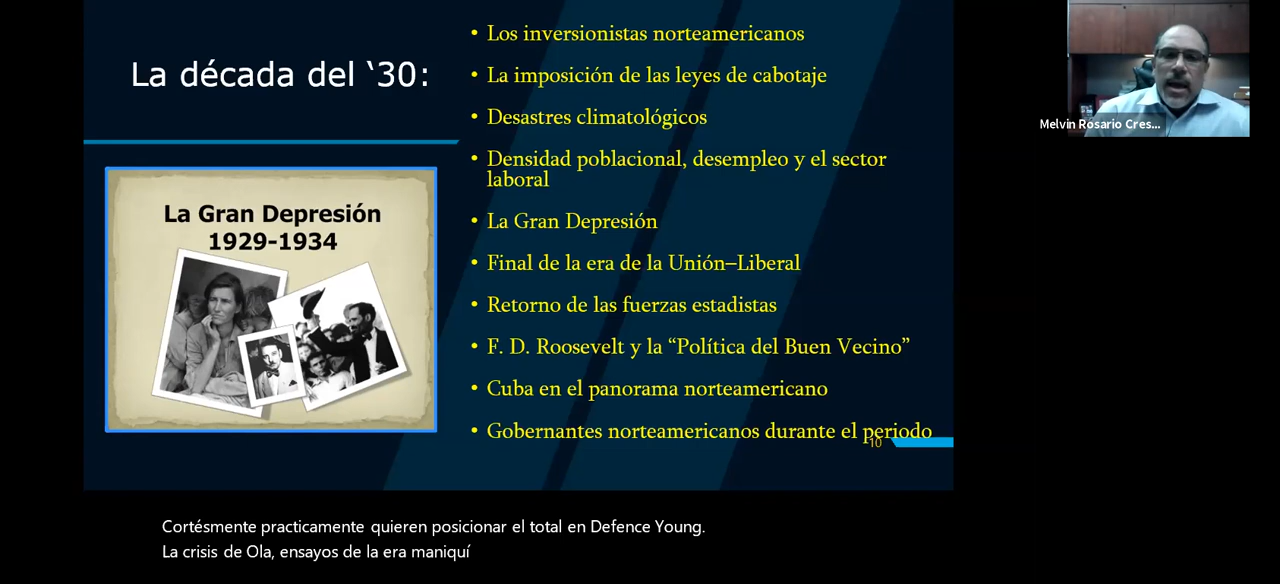 La década del ‘30:
La Gran Depresión
1929-1934
• Los inversionistas norteamericanos
• La imposición de las leyes de cabotaje
• Desastres climatológicos
• Densidad poblacional, desempleo y el sector
laboral
• La Gran Depresión
• Final de la era de la Unión–Liberal
• Retorno de las fuerzas estadistas
• F. D. Roosevelt y la “Política del Buen Vecino”
• Cuba en el panorama norteamericano
• Gobernantes norteamericanos durante el periodo
10
Melvin Rosario Cres...
Cortésmente practicamente quieren posicionar el total en Defence Young.
La crisis de Ola, ensayos de la era maniquí